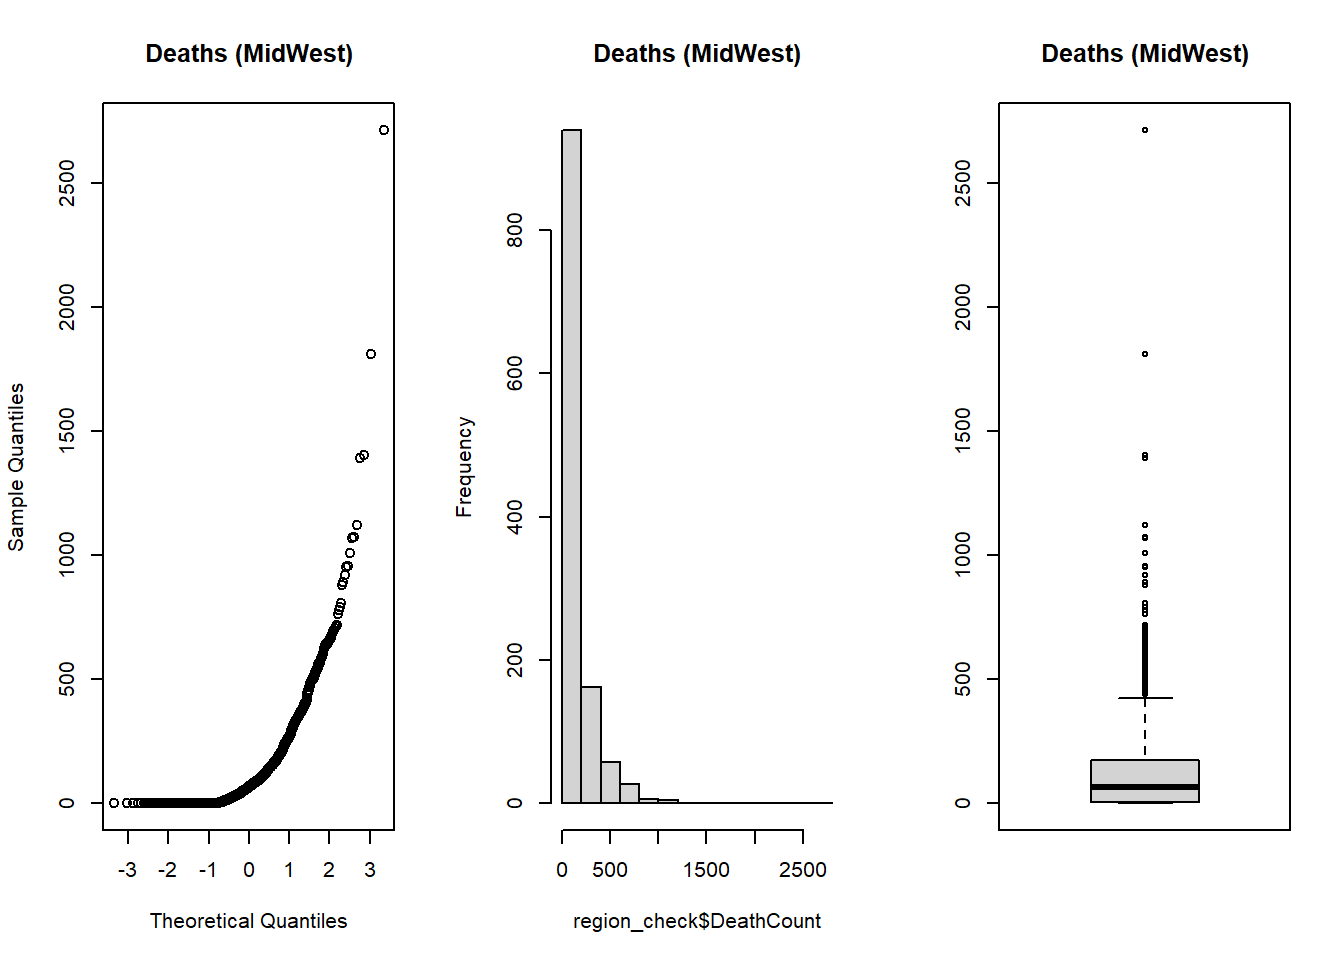 Deaths (MidWest)
Sample Quantiles
0
500
1000
1500
2000
2500
-3 -2 -1 0 1 2 3
Theoretical Quantiles
Deaths (MidWest)
Frequency
0
200
400
600
800
0 500 1500 2500
region_check$DeathCount
Deaths (MidWest)
0
500
1000
1500
2000
2500